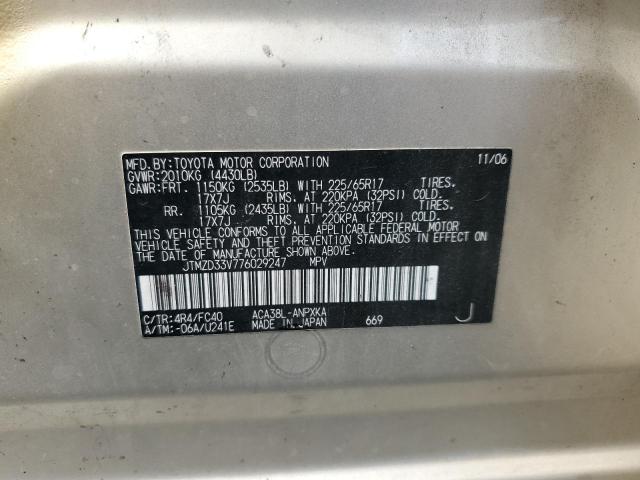 MFD.BY:TOYOTA MOTOR CORPORATION 11/06
GVWR:2010KG (4430LB)
GAWR:FRT. 1150KG (2535LB) WITH 225/65R17 TIRES.
17X7J RIMS. AT 220KPA (32PSI) COLD.
RR. 1105KG (2435LB) WITH 225/65R17 TIRES.
17X7J RIMS. AT 220KPA (32PSI) COLD.
THIS VEHICLE CONFORMS TO ALL APPLICABLE FEDERAL MOTOR
VEHICLE SAFETY AND THEFT PREVENTION STANDARDS IN EFFECT ON
THE DATE OF MANUFACTURE SHOWN ABOVE.
JTMZD33V776029247 MPV
C/TR:4R4/FC40 ACA38L-ANPXKA
A/TM:-06A/U241E MADE IN JAPAN 669 J